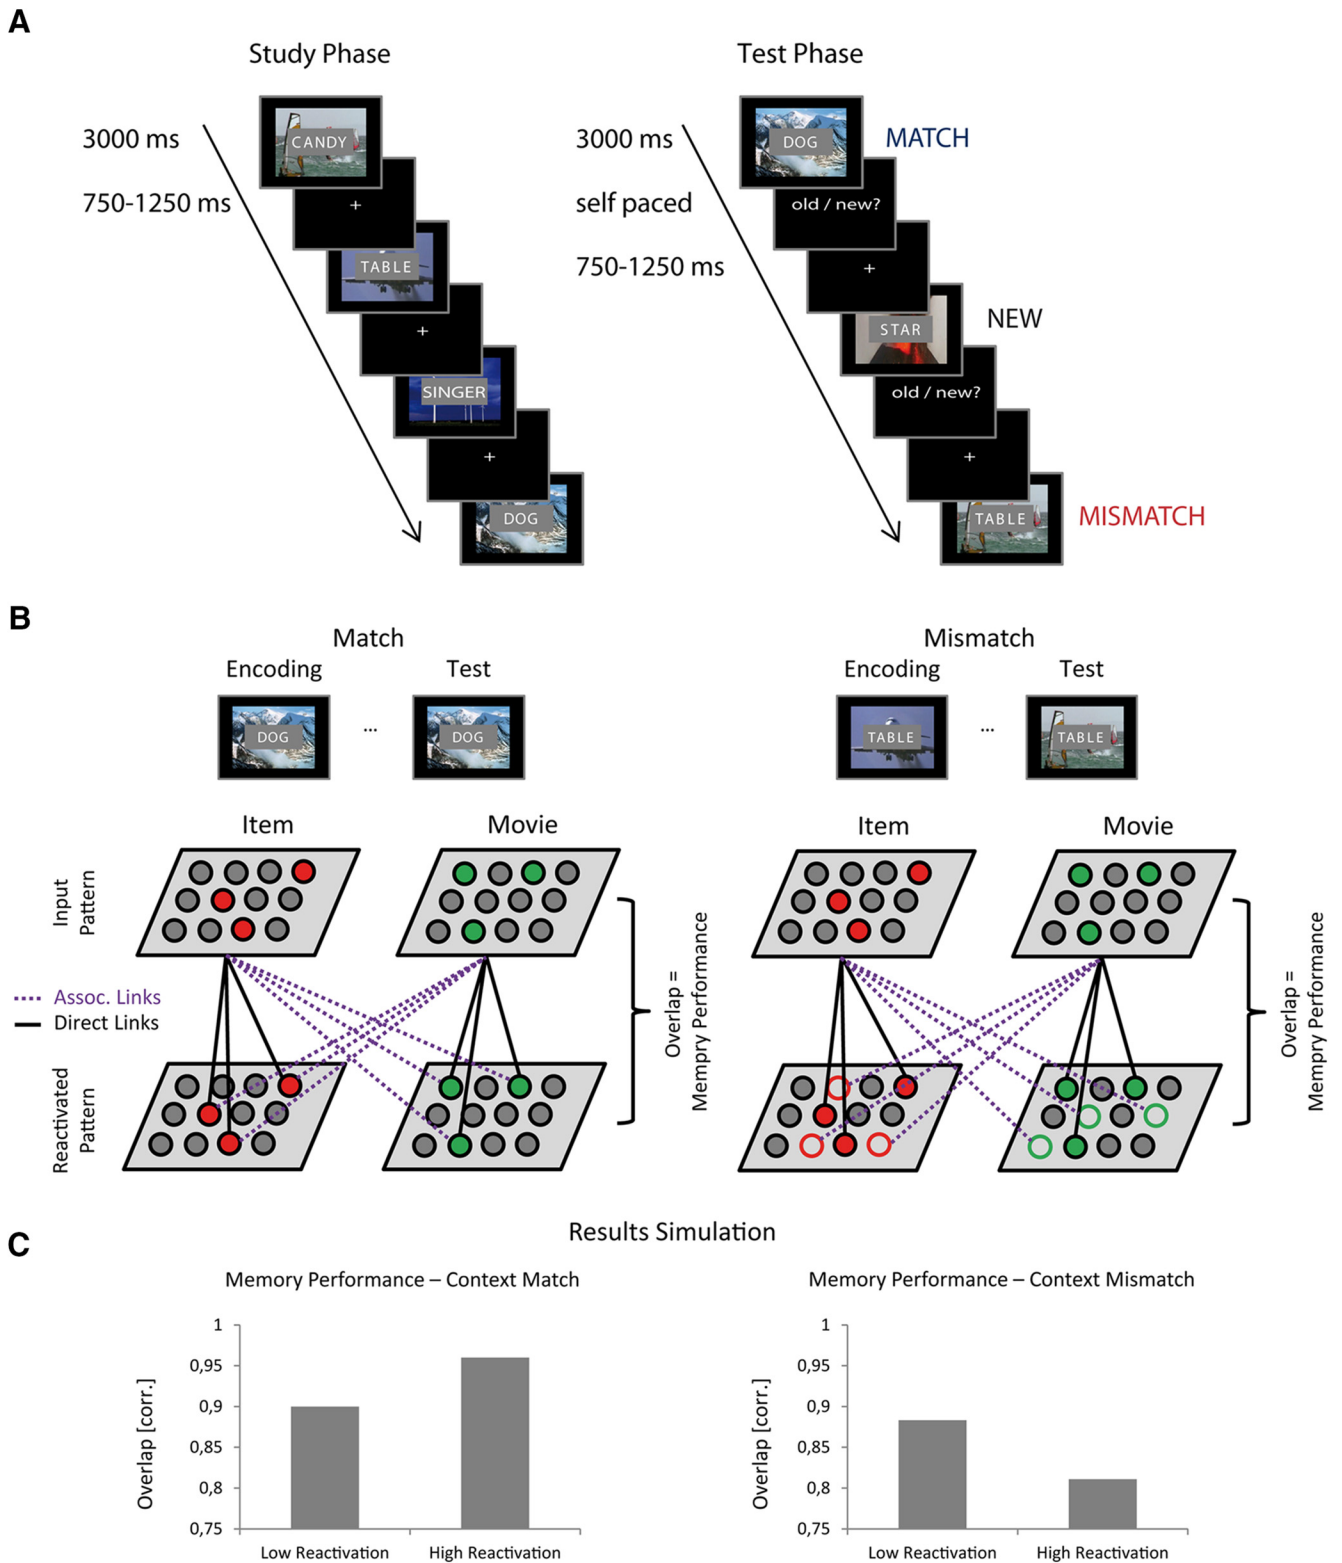 A
Study Phase
Test Phase
3000 ms
750-1250 ms
CANDY
+
TABLE
+
SINGER
+
DOG
3000 ms
self paced
750-1250 ms
DOG
MATCH
old / new?
+
STAR
NEW
old / new?
+
TABLE
MISMATCH
B
Match
Encoding
Test
DOG
...
DOG
Mismatch
Encoding
Test
TABLE
...
TABLE
Item
Movie
Item
Movie
Input
Pattern
Assoc. Links
Direct Links
Reactivated
Pattern
Overlap =
Mempry Performance
Overlap =
Mempry Performance
C
Results Simulation
Memory Performance – Context Match
Overlap [corr.]
1
0,95
0,9
0,85
0,8
0,75
Low Reactivation
High Reactivation
Memory Performance – Context Mismatch
Overlap [corr.]
1
0,95
0,9
0,85
0,8
0,75
Low Reactivation
High Reactivation